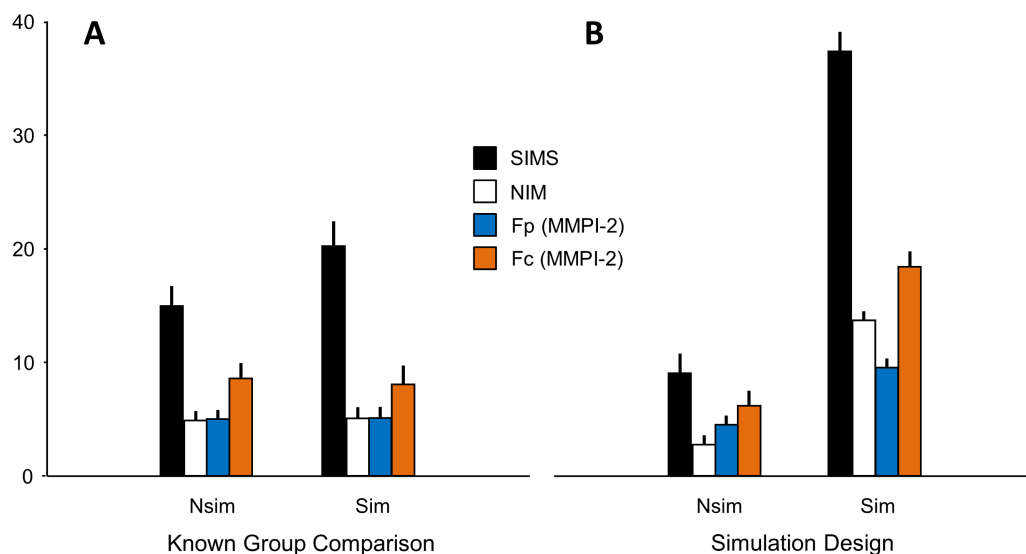 40
30
20
10
0
A
B
SIMS
NIM
Fp (MMPI-2)
Fc (MMPI-2)
Nsim
Sim
Nsim
Sim
Known Group Comparison
Simulation Design